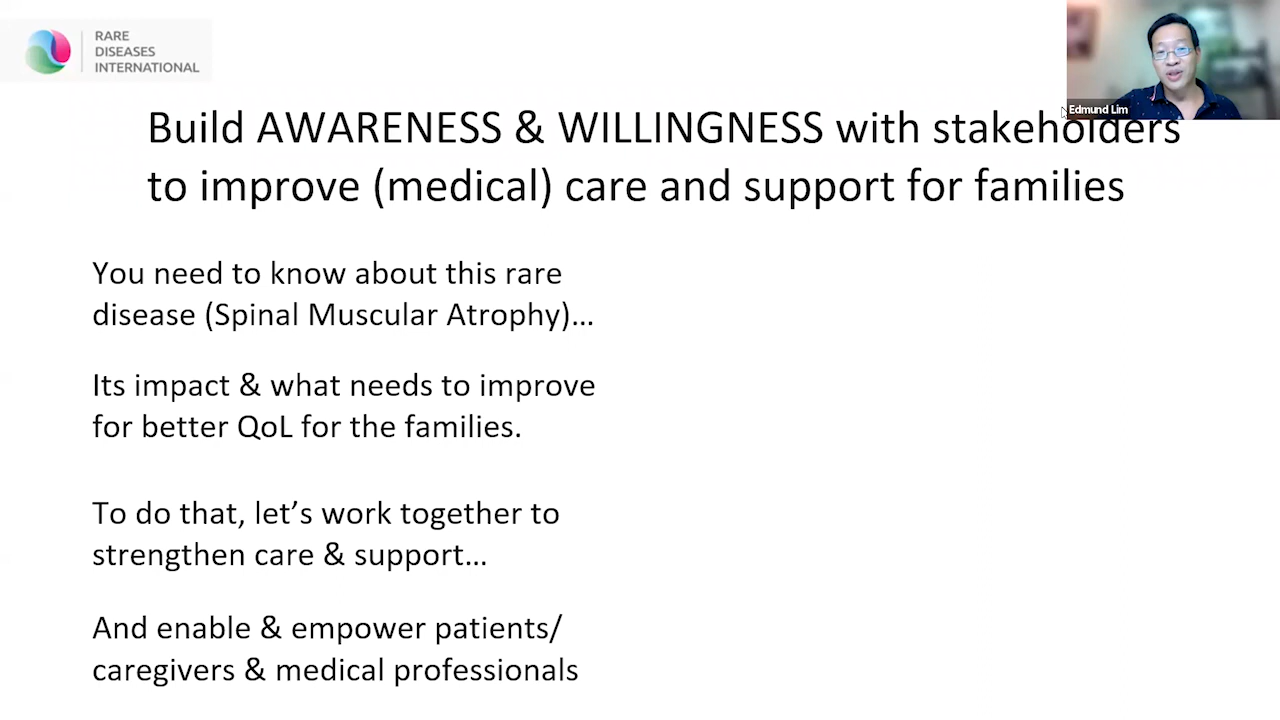 RARE
DISEASES
INTERNATIONAL
Edmund Lim
Build AWARENESS & WILLINGNESS with stakeholders
to improve (medical) care and support for families
You need to know about this rare
disease (Spinal Muscular Atrophy)…
Its impact & what needs to improve
for better QoL for the families.
To do that, let’s work together to
strengthen care & support…
And enable & empower patients/
caregivers & medical professionals